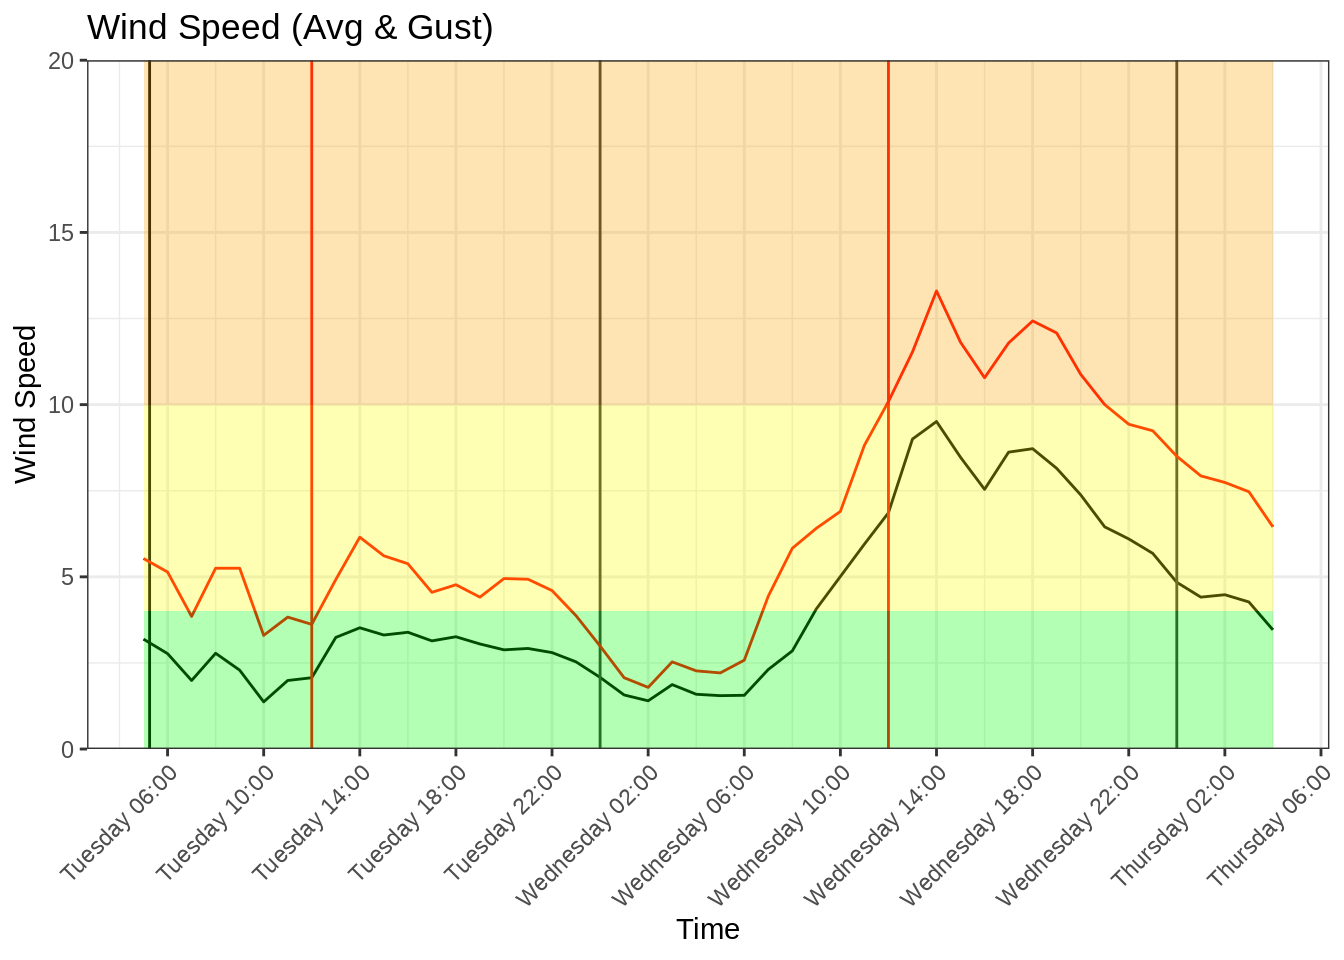 Wind Speed (Avg & Gust)
20
15
10
5
0
Wind Speed
Tuesday 06:00
Tuesday 10:00
Tuesday 14:00
Tuesday 18:00
Tuesday 22:00
Wednesday 02:00
Wednesday 06:00
Wednesday 10:00
Wednesday 14:00
Wednesday 18:00
Wednesday 22:00
Thursday 02:00
Thursday 06:00
Time